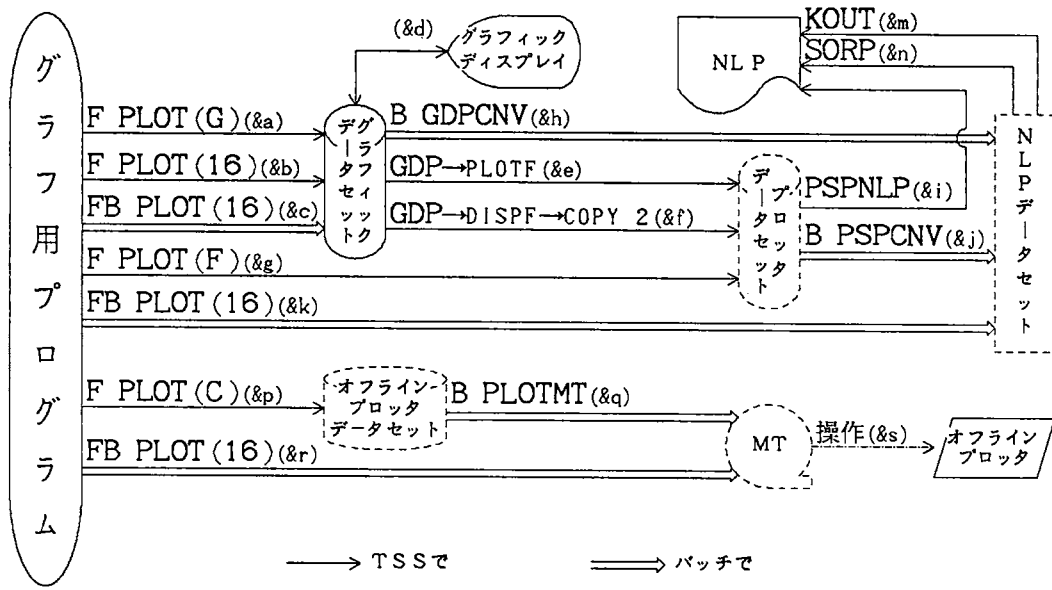 グラフ用プログラム
(&d)
グラフィック
ディスプレイ
NLP
KOUT(&m)
SORP(&n)
F PLOT(G)(&a)
F PLOT(16)(&b)
FB PLOT(16)(&c)
F PLOT(F)(&g)
FB PLOT(16)(&k)
グラフィック
データセット
B GDPCNV(&h)
GDP→PLOTF(&e)
GDP→DISPF→COPY 2(&f)
プロッタ
データセット
PSPNLP(&i)
B PSPCNV(&j)
NLPデータセット
F PLOT(C)(&p)
FB PLOT(16)(&r)
オフライン
プロッタ
データセット
B PLOTMT(&q)
MT
操作(&s)
オフライン
プロッタ
TSSで
バッチで